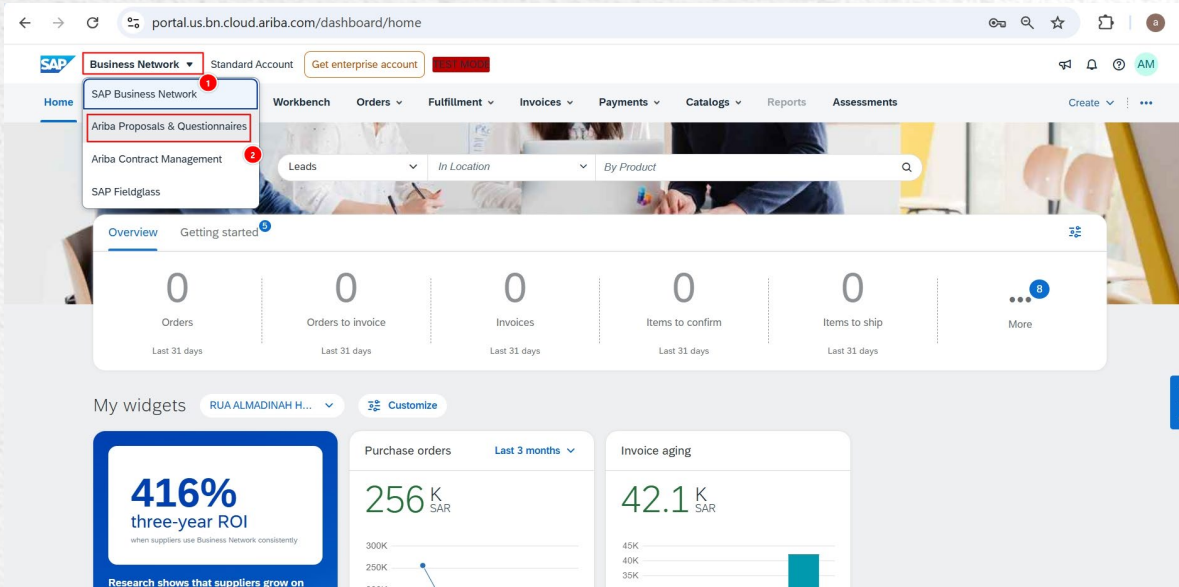 portal.us.bn.cloud.ariba.com/dashboard/home
a
SAP
Business Network
Standard Account
Get enterprise account
TEST MODE
AM
1
SAP Business Network
Ariba Proposals & Questionnaires
2
Ariba Contract Management
SAP Fieldglass
Home
Workbench
Orders
Fulfillment
Invoices
Payments
Catalogs
Reports
Assessments
Create
Leads
In Location
By Product
Overview
Getting started
5
0
Orders
Last 31 days
0
Orders to invoice
Last 31 days
0
Invoices
Last 31 days
0
Items to confirm
Last 31 days
0
Items to ship
Last 31 days
8
More
My widgets
RUA ALMADINAH H...
Customize
416%
three-year ROI
when suppliers use Business Network consistently
Research shows that suppliers grow on
Purchase orders
Last 3 months
256 K
SAR
300K
250K
Invoice aging
42.1 K
SAR
45K
40K
35K